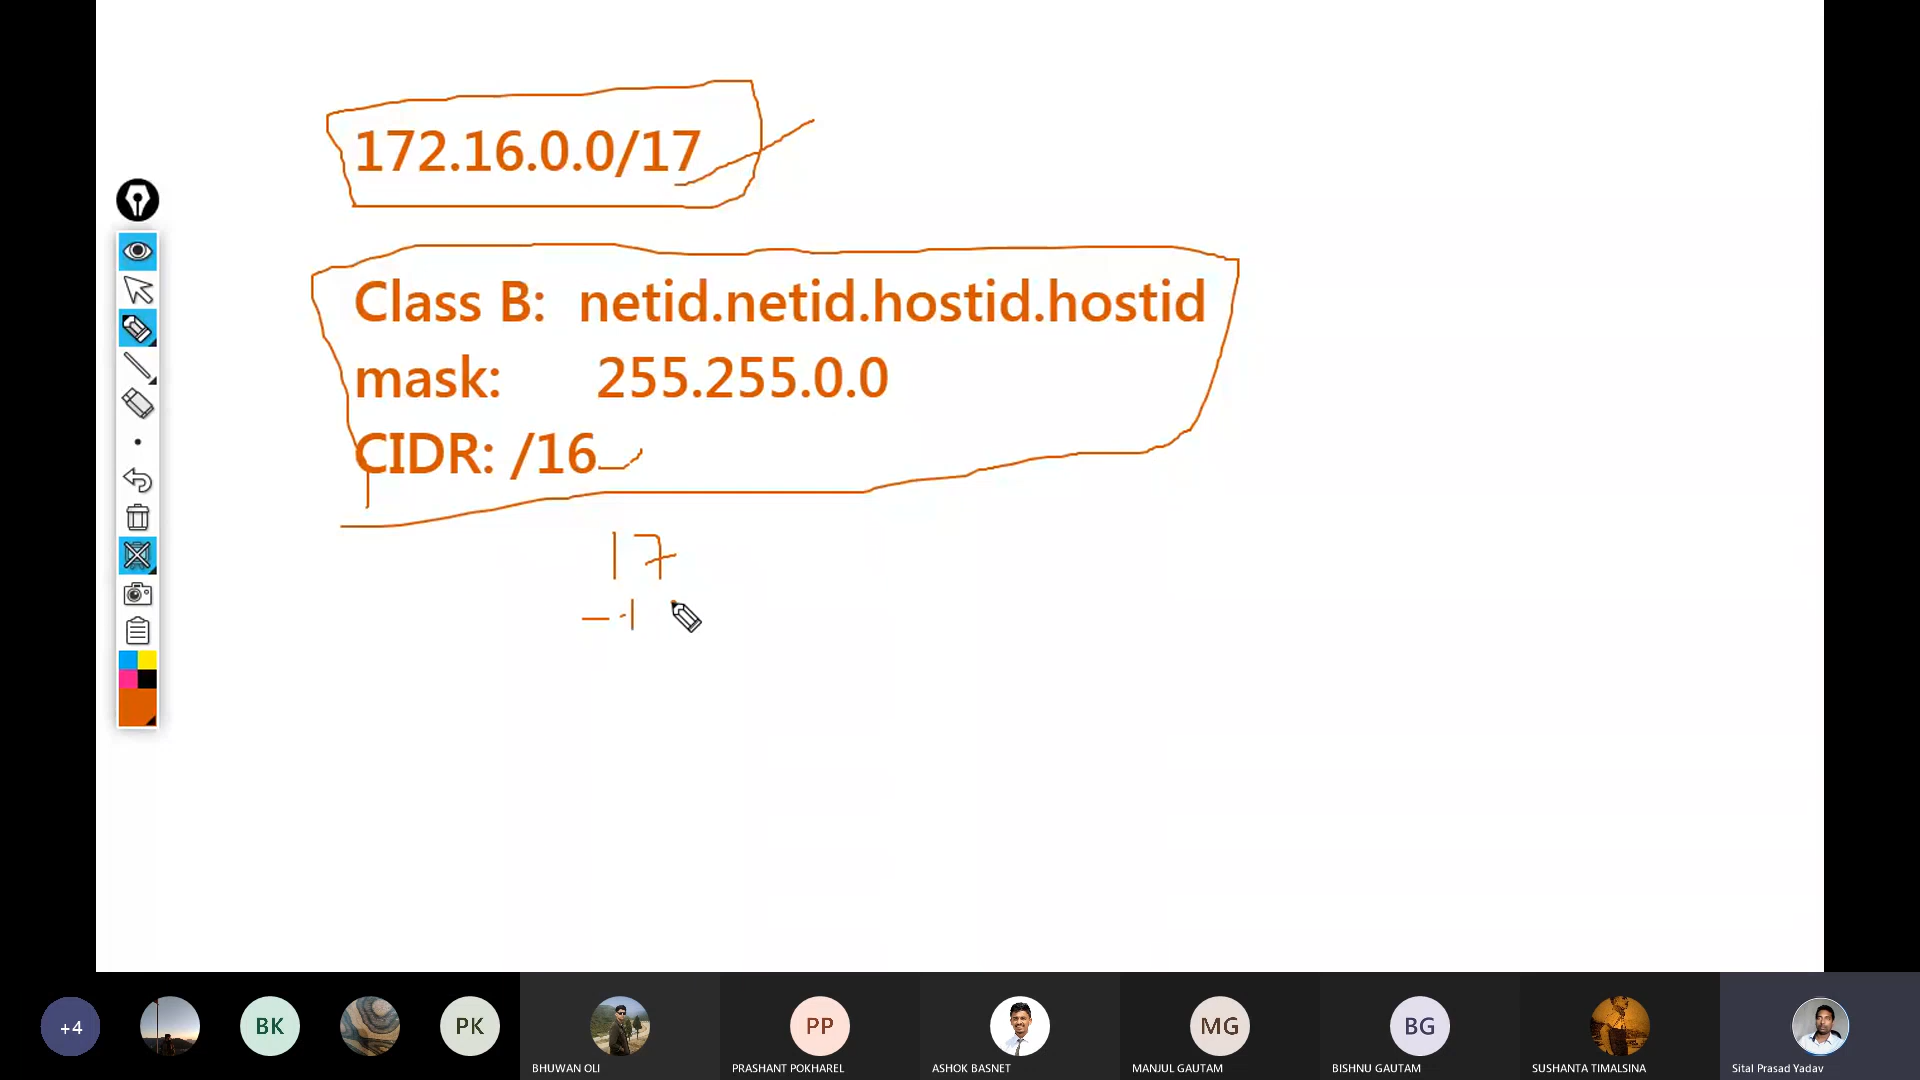 172.16.0.0/17
Class B: netid.netid.hostid.hostid
mask: 255.255.0.0
CIDR: /16
17
-1
+4
BK
PK
PP
MG
BG
BHUWAN OLI
PRASHANT POKHAREL
ASHOK BASNET
MANJUL GAUTAM
BISHNU GAUTAM
SUSHANTA TIMALSINA
Sital Prasad Yadav